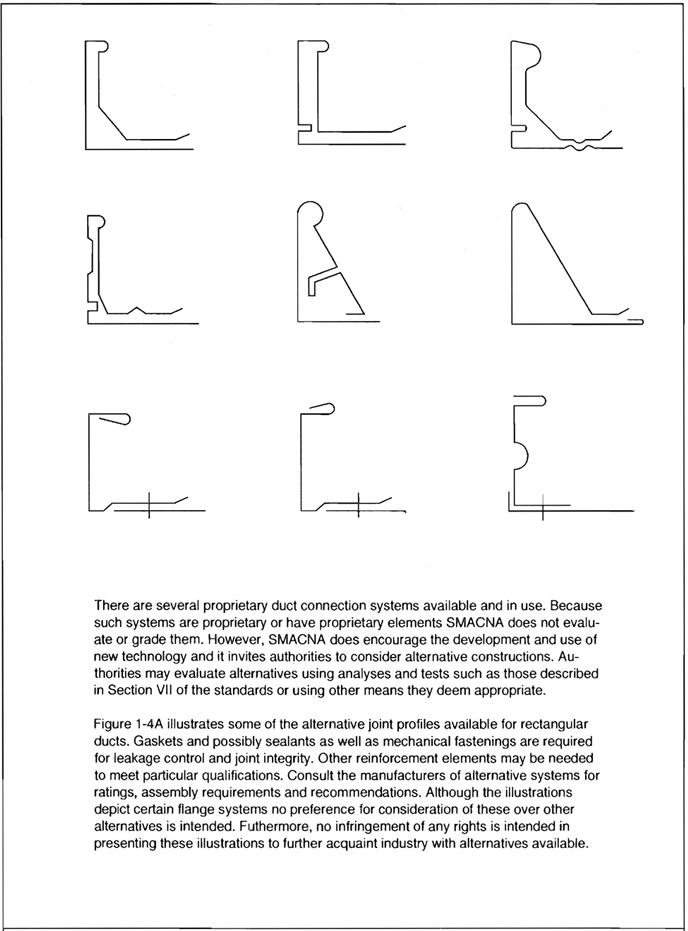 There are several proprietary duct connection systems available and in use. Because
such systems are proprietary or have proprietary elements SMACNA does not evalu-
ate or grade them. However, SMACNA does encourage the development and use of
new technology and it invites authorities to consider alternative constructions. Au-
thorities may evaluate alternatives using analyses and tests such as those described
in Section VII of the standards or using other means they deem appropriate.
Figure 1-4A illustrates some of the alternative joint profiles available for rectangular
ducts. Gaskets and possibly sealants as well as mechanical fastenings are required
for leakage control and joint integrity. Other reinforcement elements may be needed
to meet particular qualifications. Consult the manufacturers of alternative systems for
ratings, assembly requirements and recommendations. Although the illustrations
depict certain flange systems no preference for consideration of these over other
alternatives is intended. Futhermore, no infringement of any rights is intended in
presenting these illustrations to further acquaint industry with alternatives available.